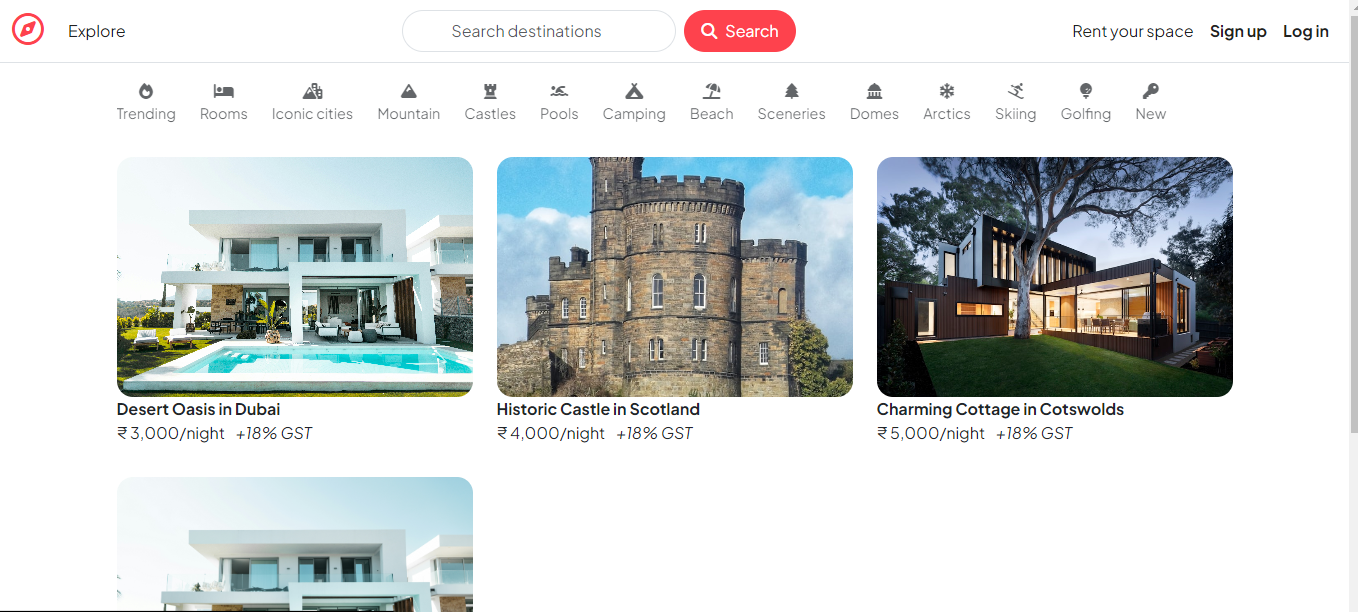 Explore
Search destinations
Search
Rent your space
Sign up
Log in
Trending
Rooms
Iconic cities
Mountain
Castles
Pools
Camping
Beach
Sceneries
Domes
Arctics
Skiing
Golfing
New
Desert Oasis in Dubai
₹ 3,000/night +18% GST
Historic Castle in Scotland
₹ 4,000/night +18% GST
Charming Cottage in Cotswolds
₹ 5,000/night +18% GST